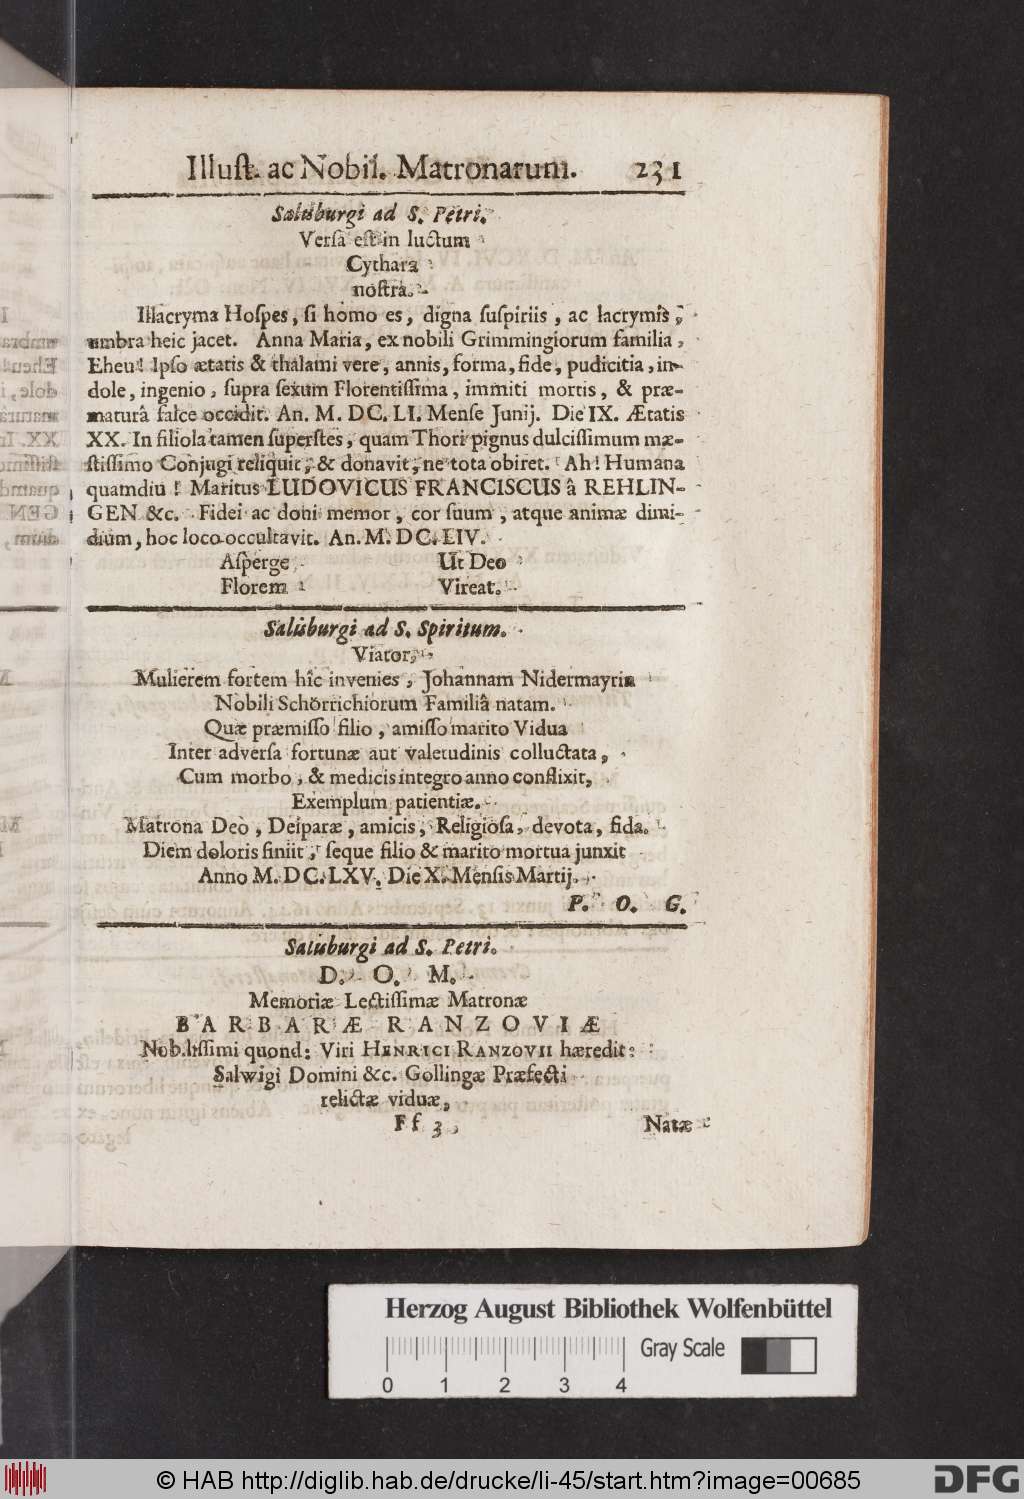 Illuſt. ac Nobil. Matronarum. 231
Salisburgi ad S. Petri.
Verſa eſt in luctum
Cythara
noſtra.
Illacryma Hoſpes, ſi homo es, digna ſuſpiriis, ac lacrymis,
umbra heic jacet. Anna Maria, ex nobili Grimmingiorum familia,
Eheu! Ipſo ætatis & thalami vere, annis, forma, fide, pudicitia, in-
dole, ingenio, ſupra ſexum Florentiſſima, immiti mortis, & præ-
maturâ falce occidit. An. M. DC. LI. Menſe Junij. Die IX. Ætatis
XX. In filiola tamen ſuperſtes, quam Thori pignus dulciſſimum mæ-
ſtiſſimo Conjugi reliquit, & donavit, ne tota obiret. Ah! Humana
quamdiu! Maritus LUDOVICUS FRANCISCUS â REHLIN-
GEN &c. Fidei ac doni memor, cor ſuum, atque animæ dimi-
dium, hoc loco occultavit. An. M. DC. LIV.
Aſperge Ut Deo
Florem Vireat.
Salisburgi ad S. Spiritum.
Viator,
Mulierem fortem hîc invenies, Johannam Nidermayrin
Nobili Schörrichiorum Familiâ natam.
Quæ præmiſſo filio, amiſſo marito Vidua
Inter adverſa fortunæ aut valetudinis colluctata,
Cum morbo, & medicis integro anno conflixit,
Exemplum patientiæ.
Matrona Deo, Deiparæ, amicis, Religioſa, devota, fida.
Diem doloris finiit, ſeque filio & marito mortua junxit
Anno M. DC. LXV. Die X. Menſis Martij.
P. O. G.
Salisburgi ad S. Petri.
D. O. M.
Memoriæ Lectiſſimæ Matronæ
BARBARÆ RANZOVIÆ
Nobiliſſimi quond: Viri HENRICI RANZOVII hæredit:
Salwigi Domini &c. Gollingæ Præfecti
relictæ viduæ,
Ff 3 Natæ
Herzog August Bibliothek Wolfenbüttel
Gray Scale
0 1 2 3 4
© HAB http://diglib.hab.de/drucke/li-45/start.htm?image=00685
DFG